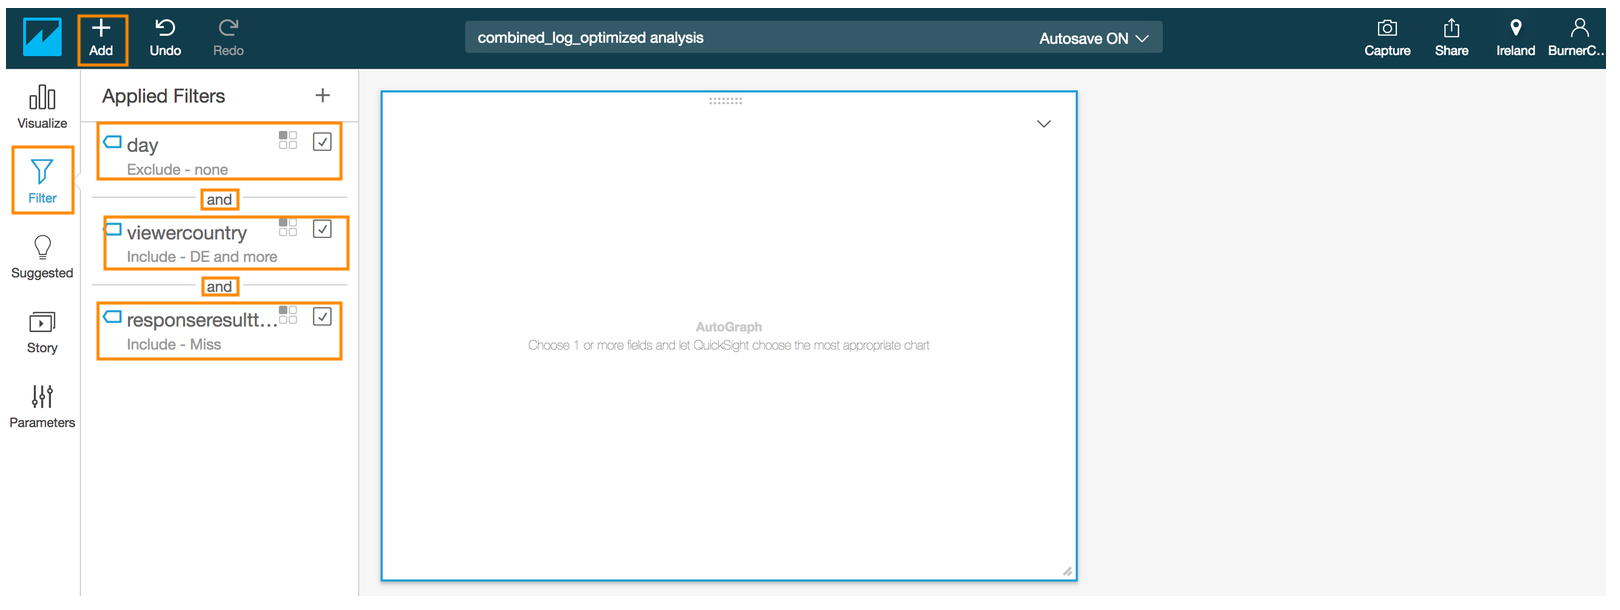 Add
Undo
Redo
combined_log_optimized analysis
Autosave ON
Capture
Share
Ireland
BurnerC..
Visualize
Filter
Suggested
Story
Parameters
Applied Filters
day
Exclude - none
and
viewercountry
Include - DE and more
and
responseresultt...
Include - Miss
AutoGraph
Choose 1 or more fields and let QuickSight choose the most appropriate chart